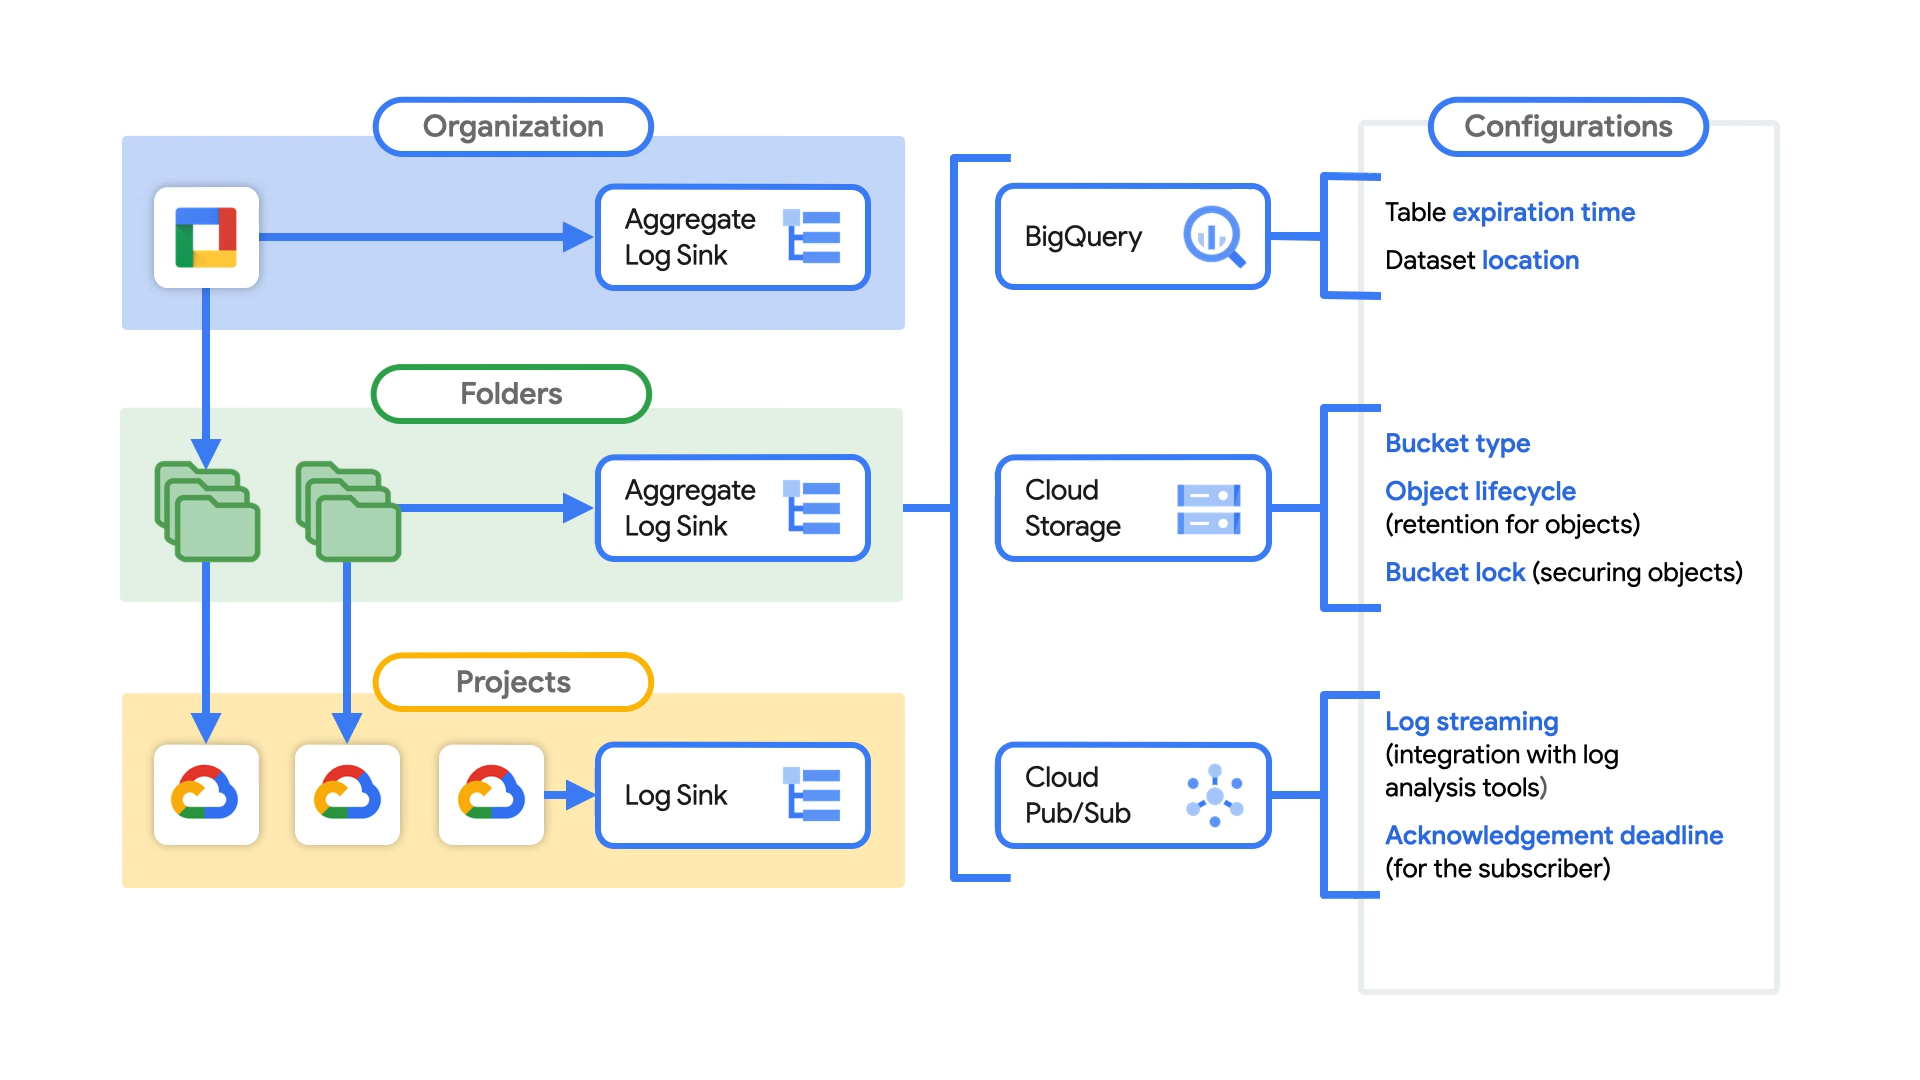 Organization
Aggregate
Log Sink
Folders
Aggregate
Log Sink
Projects
Log Sink
BigQuery
Cloud
Storage
Cloud
Pub/Sub
Configurations
Table expiration time
Dataset location
Bucket type
Object lifecycle
(retention for objects)
Bucket lock (securing objects)
Log streaming
(integration with log
analysis tools)
Acknowledgement deadline
(for the subscriber)